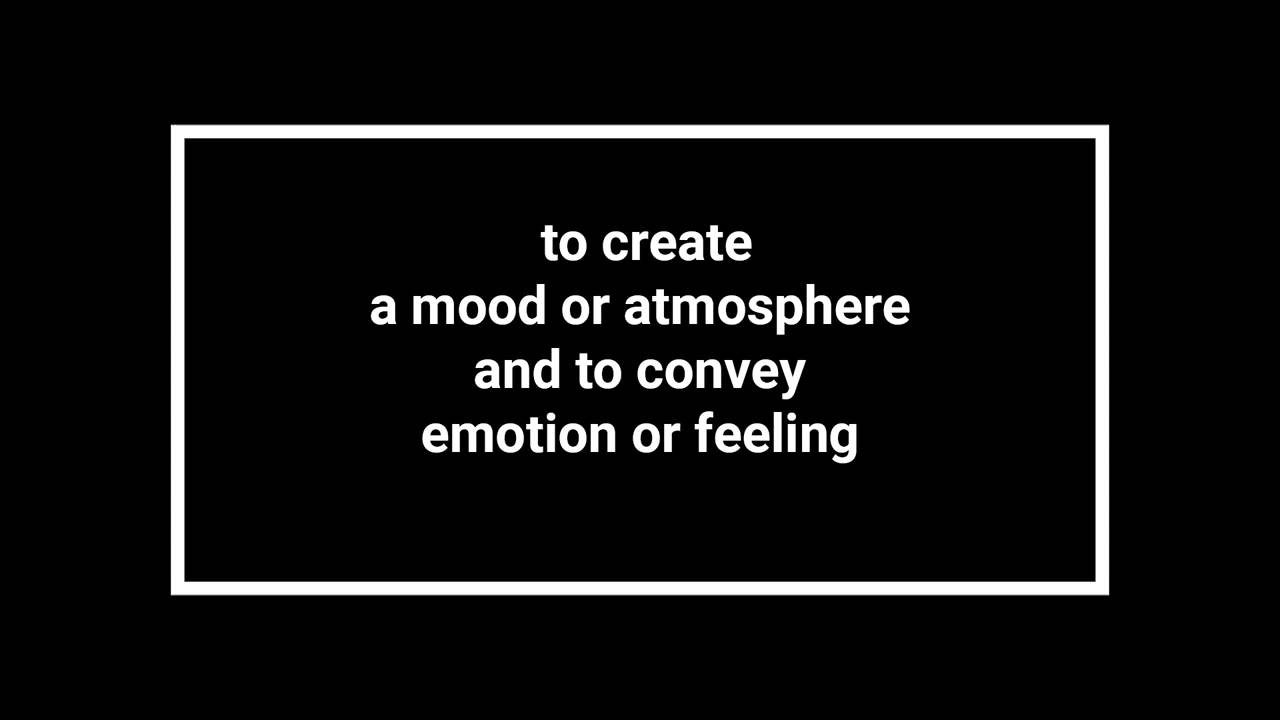 to create
a mood or atmosphere
and to convey
emotion or feeling